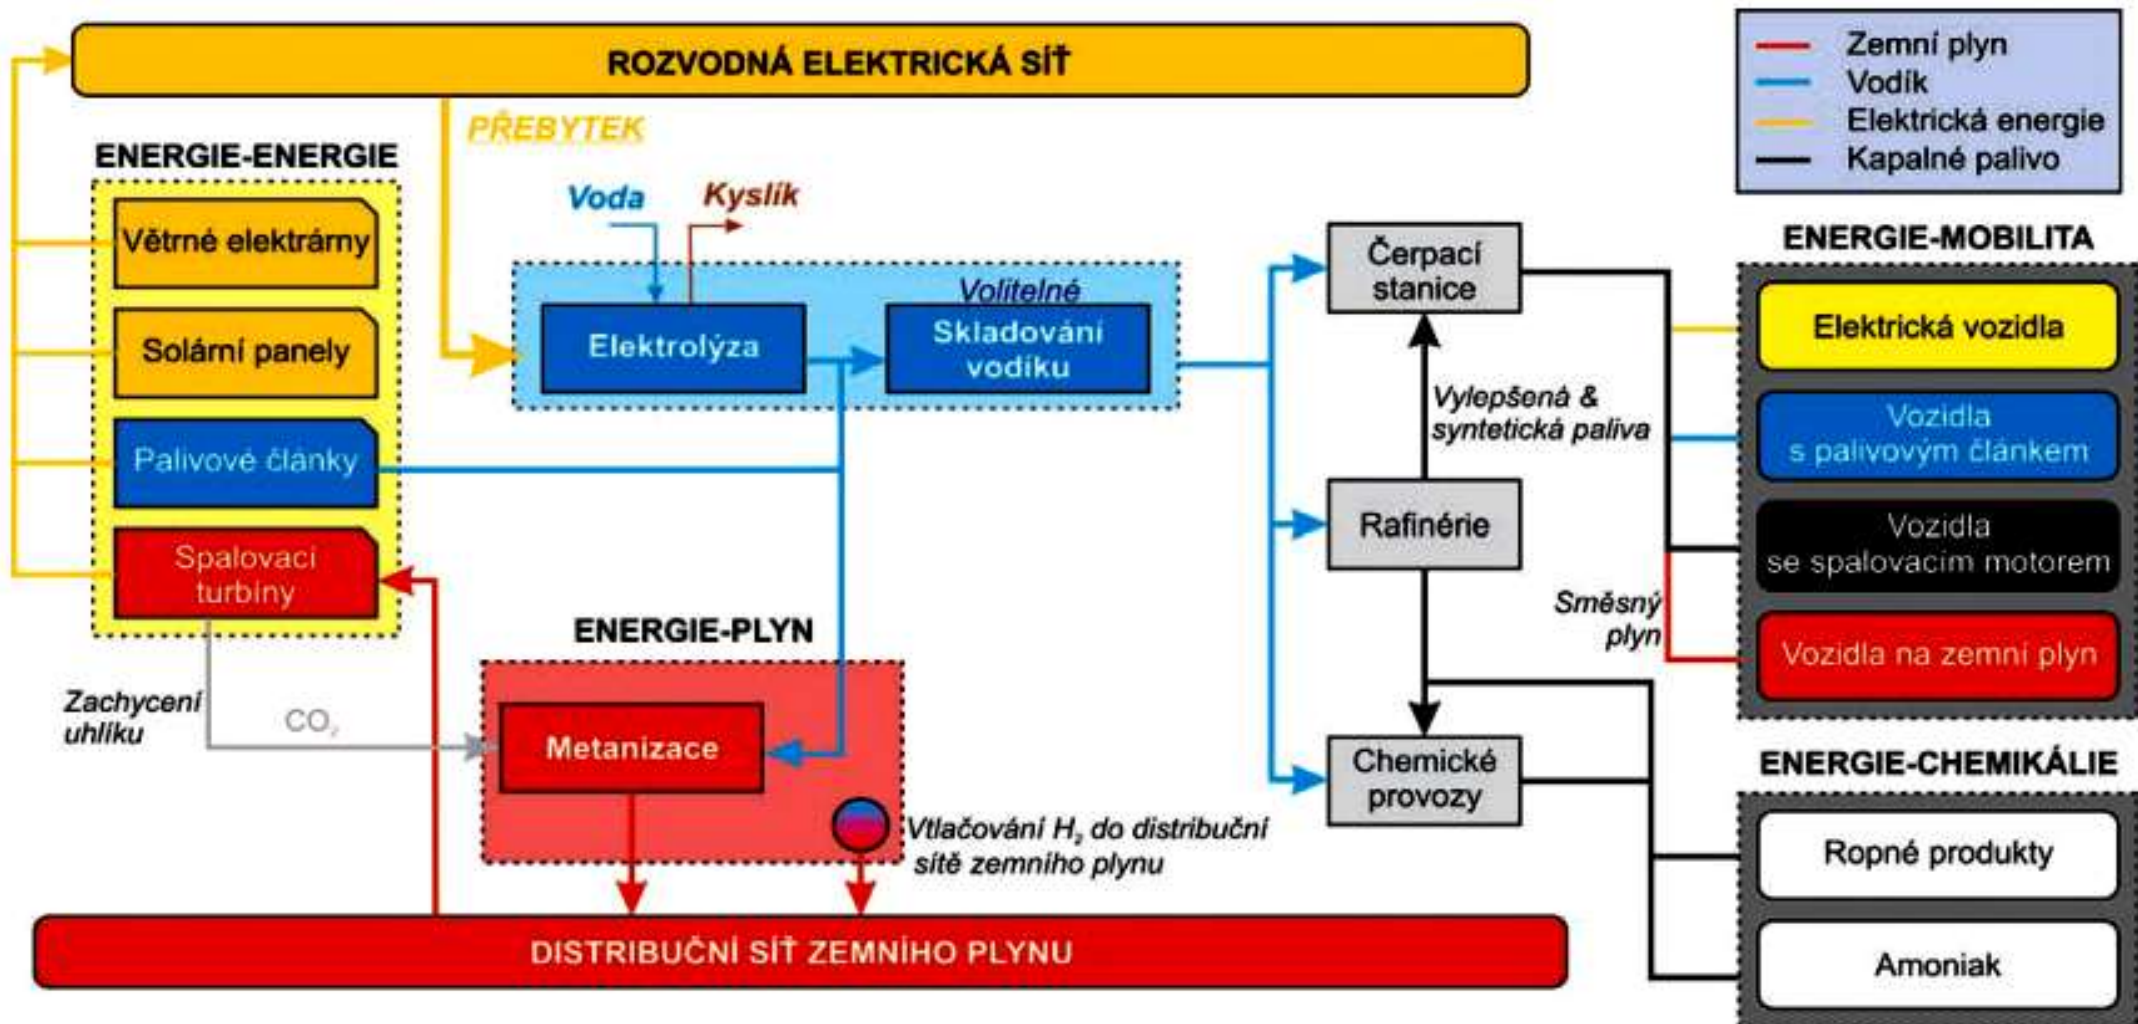 ROZVODNÁ ELEKTRICKÁ SÍŤ
Zemní plyn
Vodík
Elektrická energie
Kapalné palivo
PŘEBYTEK
ENERGIE-ENERGIE
Větrné elektrárny
Solární panely
Palivové články
Spalovací
turbíny
Voda
Kyslík
Elektrolýza
Volitelné
Skladování
vodíku
Čerpací
stanice
Vylepšená &
syntetická paliva
Rafinérie
Chemické
provozy
ENERGIE-MOBILITA
Elektrická vozidla
Vozidla
s palivovým článkem
Vozidla
se spalovacím motorem
Směsný
plyn
Vozidla na zemní plyn
Zachycení
uhlíku
CO₂
ENERGIE-PLYN
Metanizace
Vtlačování H₂ do distribuční
sítě zemního plynu
ENERGIE-CHEMIKÁLIE
Ropné produkty
Amoniak
DISTRIBUČNÍ SÍŤ ZEMNÍHO PLYNU